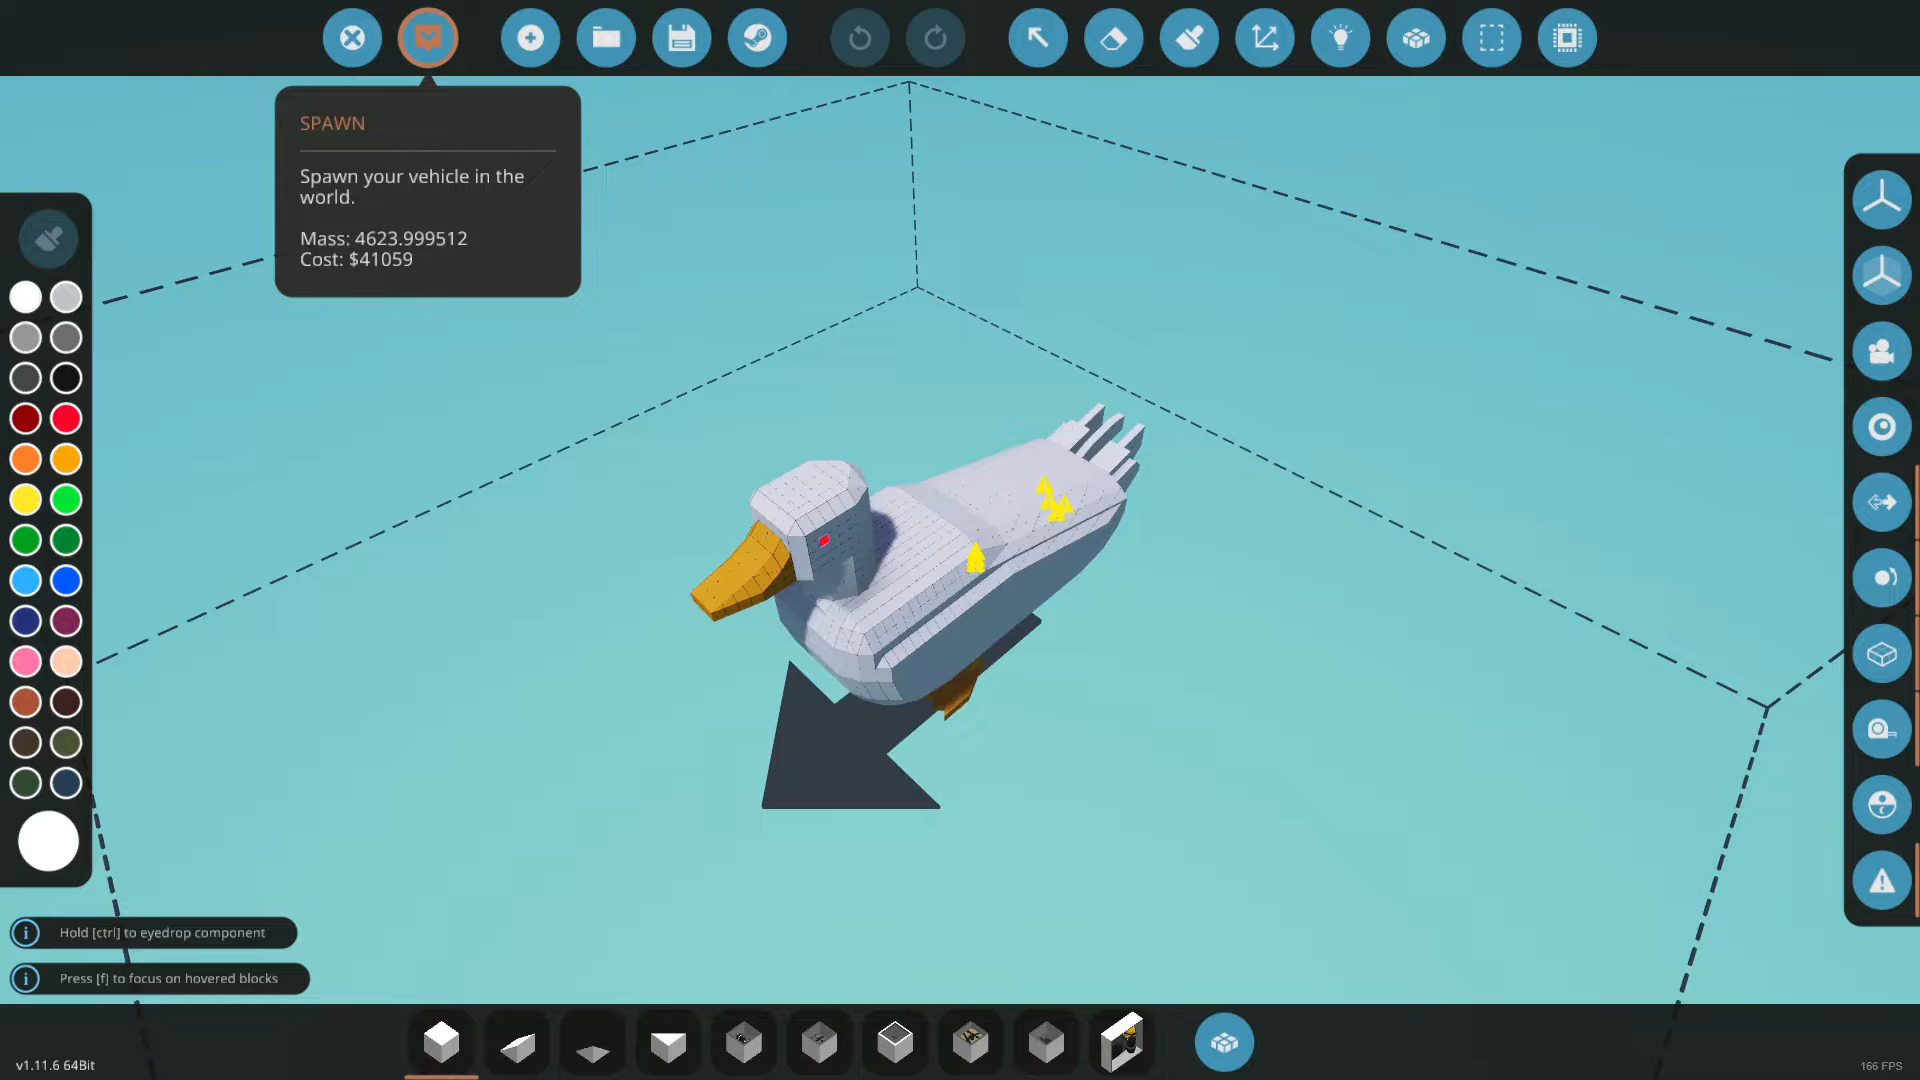 SPAWN
Spawn your vehicle in the
world.
Mass: 4623.999512
Cost: $41059
Hold [ctrl] to eyedrop component
Press [f] to focus on hovered blocks
v1.11.6 64Bit
166 FPS